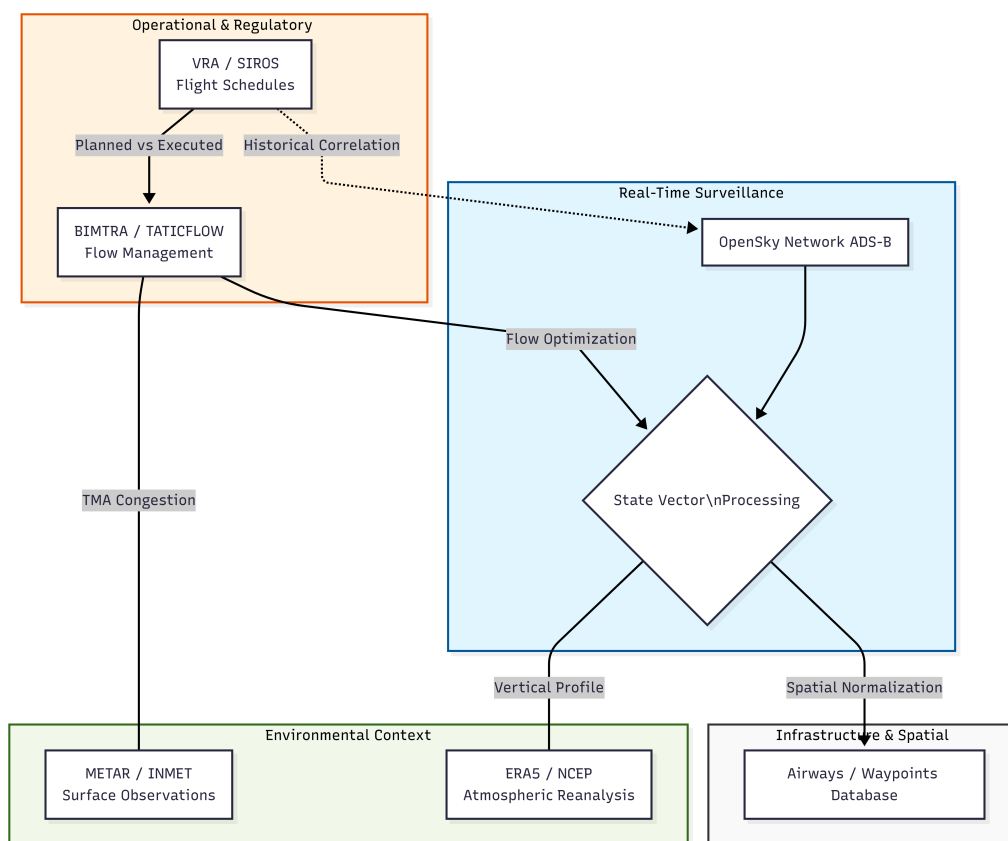 Operational & Regulatory
VRA / SIROS
Flight Schedules
Planned vs Executed
Historical Correlation
BIMTRA / TATICFLOW
Flow Management
Real-Time Surveillance
OpenSky Network ADS-B
Flow Optimization
State Vector\nProcessing
TMA Congestion
Vertical Profile
Spatial Normalization
Environmental Context
METAR / INMET
Surface Observations
ERA5 / NCEP
Atmospheric Reanalysis
Infrastructure & Spatial
Airways / Waypoints
Database